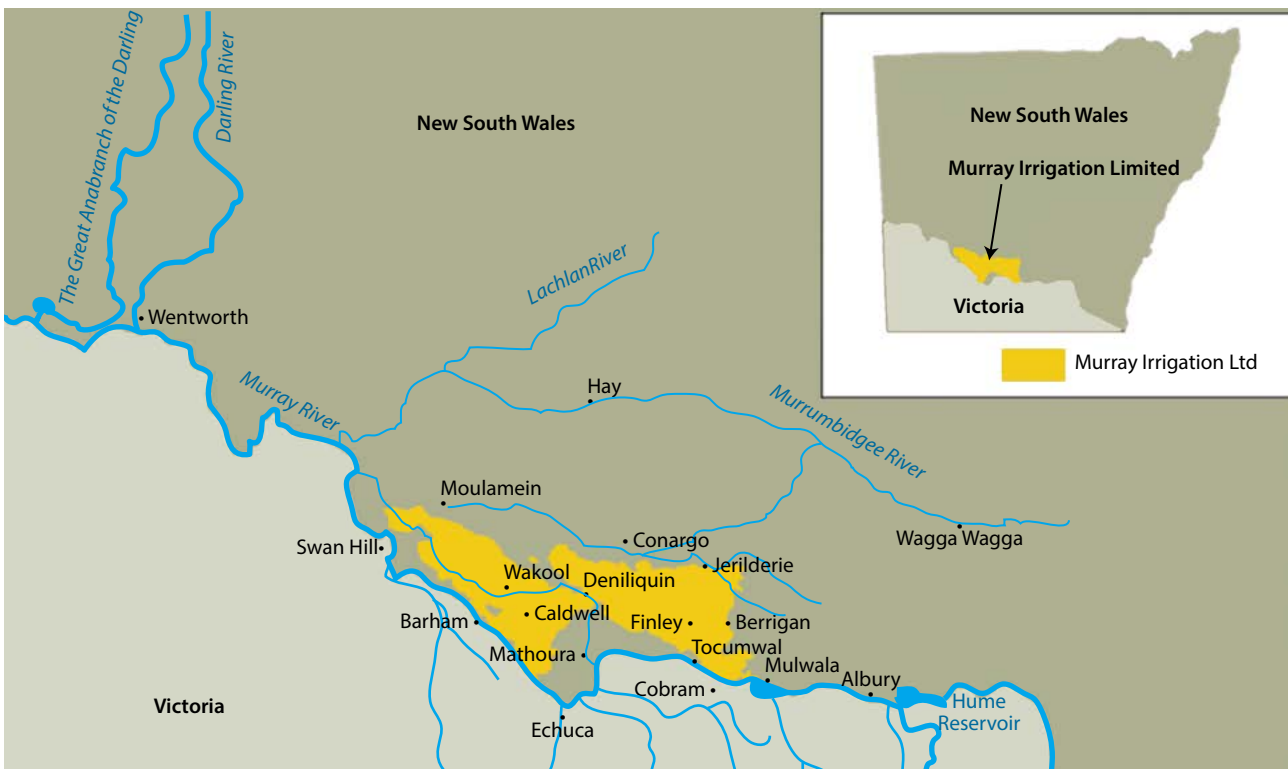 The Great Anabranch of the Darling
Darling River
New South Wales
New South Wales
Murray Irrigation Limited
Victoria
Murray Irrigation Ltd
LachlanRiver
Wentworth
Murray River
Hay
Murrumbidgee River
Moulamein
Wagga Wagga
Swan Hill
Conargo
Jerilderie
Wakool
Deniliquin
Caldwell
Barham
Finley
Berrigan
Mathoura
Tocumwal
Mulwala
Albury
Cobram
Hume
Reservoir
Victoria
Echuca